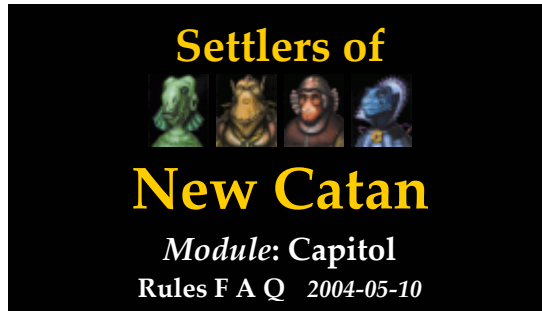 Settlers of
New Catan
Module: Capitol
Rules F A Q 2004-05-10